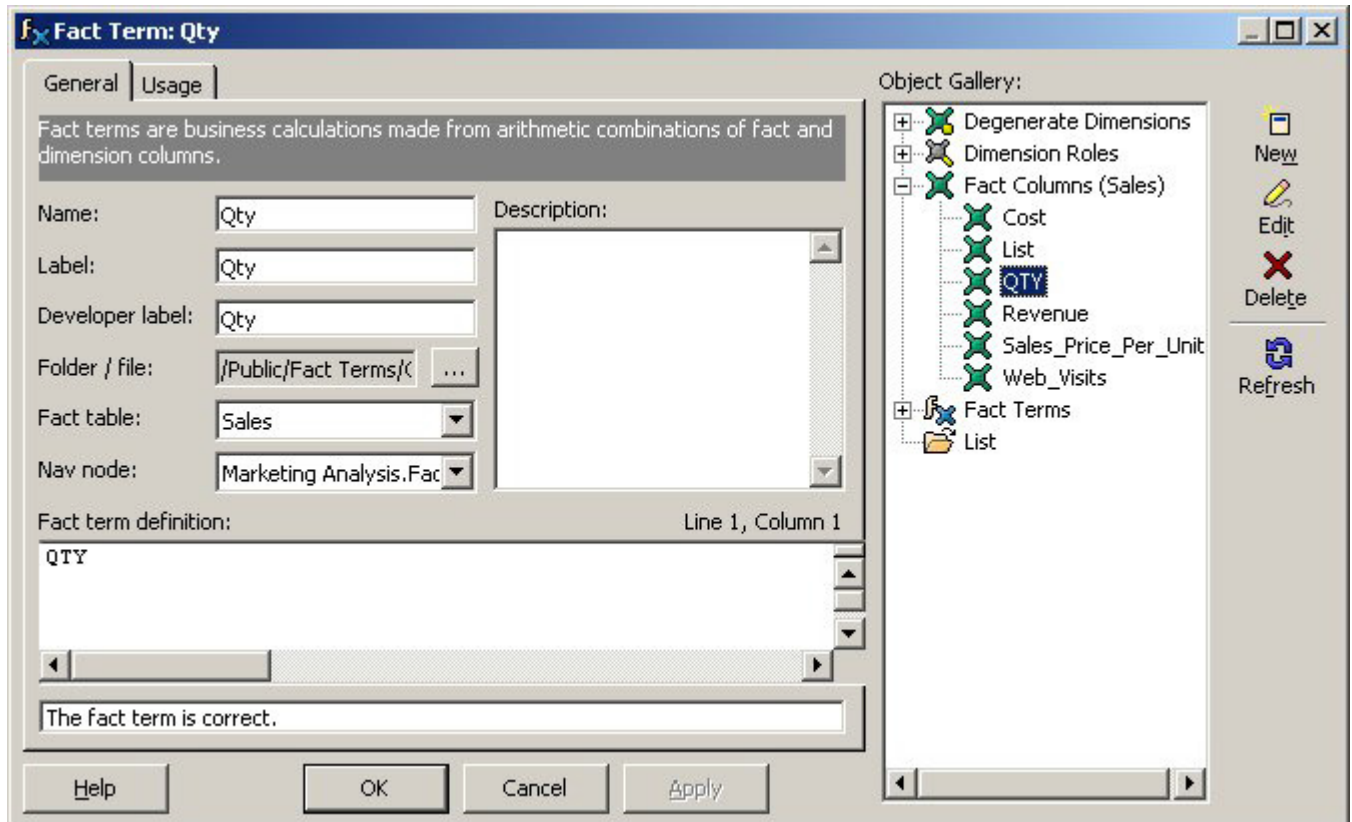 Fact Term: Qty
General
Usage
Fact terms are business calculations made from arithmetic combinations of fact and
dimension columns.
Name:
Qty
Description:
Label:
Qty
Developer label:
Qty
Folder / file:
/Public/Fact Terms/
...
Fact table:
Sales
Nav node:
Marketing Analysis.Fac
Fact term definition:
Line 1, Column 1
QTY
The fact term is correct.
Help
OK
Cancel
Apply
Object Gallery:
Degenerate Dimensions
Dimension Roles
Fact Columns (Sales)
Cost
List
QTY
Revenue
Sales_Price_Per_Unit
Web_Visits
Fact Terms
List
New
Edit
Delete
Refresh